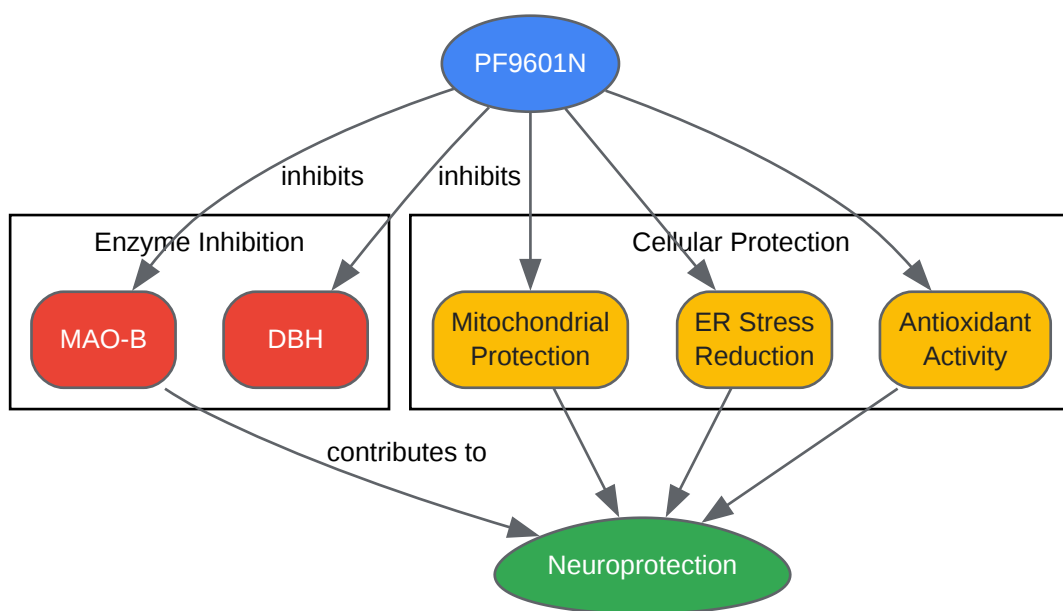 PF9601N
inhibits
inhibits
Enzyme Inhibition
Cellular Protection
MAO-B
DBH
Mitochondrial
Protection
ER Stress
Reduction
Antioxidant
Activity
contributes to
Neuroprotection